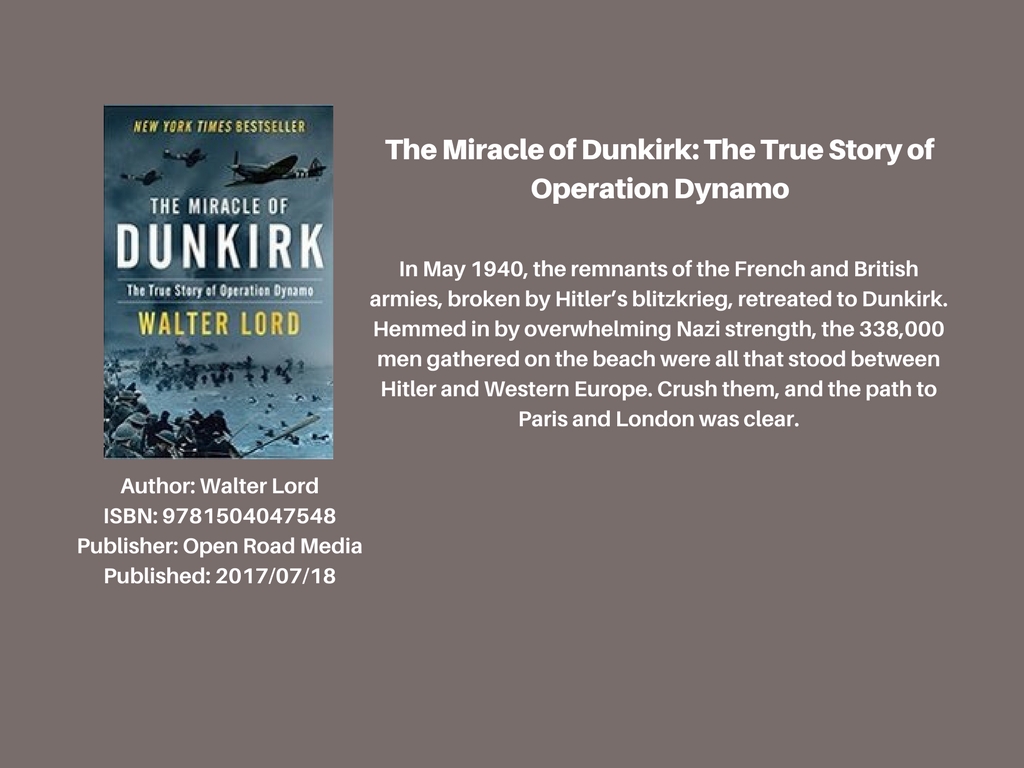 NEW YORK TIMES BESTSELLER
THE MIRACLE OF
DUNKIRK
The True Story of Operation Dynamo
WALTER LORD
Author: Walter Lord
ISBN: 9781504047548
Publisher: Open Road Media
Published: 2017/07/18
The Miracle of Dunkirk: The True Story of
Operation Dynamo
In May 1940, the remnants of the French and British
armies, broken by Hitler’s blitzkrieg, retreated to Dunkirk.
Hemmed in by overwhelming Nazi strength, the 338,000
men gathered on the beach were all that stood between
Hitler and Western Europe. Crush them, and the path to
Paris and London was clear.